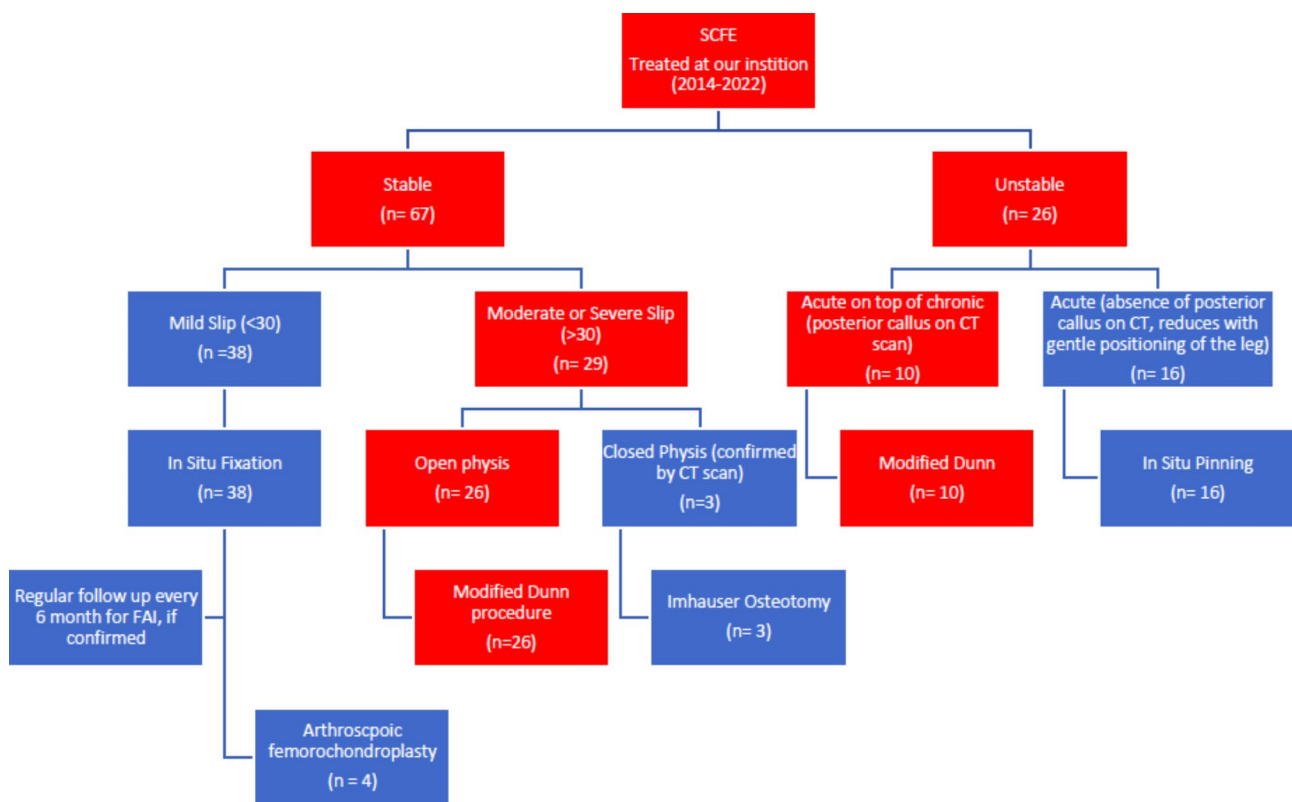 SCFE
Treated at our instition
(2014-2022)
Stable
(n= 67)
Unstable
(n= 26)
Mild Slip (<30)
(n =38)
Moderate or Severe Slip
(>30)
(n= 29)
Acute on top of chronic
(posterior callus on CT
scan)
(n= 10)
Acute (absence of posterior
callus on CT, reduces with
gentle positioning of the leg)
(n= 16)
In Situ Fixation
(n= 38)
Open physis
(n= 26)
Closed Physis (confirmed
by CT scan)
(n=3)
Modified Dunn
(n= 10)
In Situ Pinning
(n= 16)
Regular follow up every
6 month for FAI, if
confirmed
Modified Dunn
procedure
(n=26)
Imhauser Osteotomy
(n= 3)
Arthroscpoic
femorochondroplasty
(n = 4)